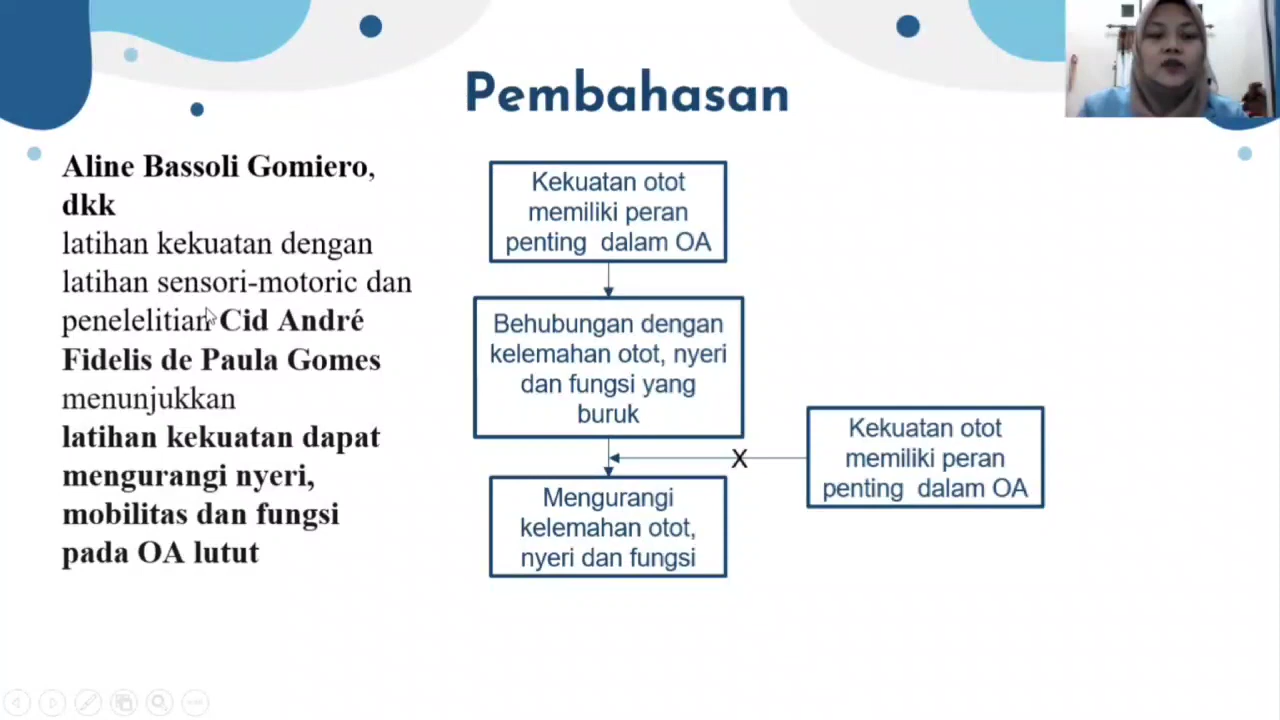 Pembahasan
Aline Bassoli Gomiero,
dkk
latihan kekuatan dengan
latihan sensori-motoric dan
penelelitian Cid André
Fidelis de Paula Gomes
menunjukkan
latihan kekuatan dapat
mengurangi nyeri,
mobilitas dan fungsi
pada OA lutut
Kekuatan otot
memiliki peran
penting dalam OA
Behubungan dengan
kelemahan otot, nyeri
dan fungsi yang
buruk
X
Kekuatan otot
memiliki peran
penting dalam OA
Mengurangi
kelemahan otot,
nyeri dan fungsi